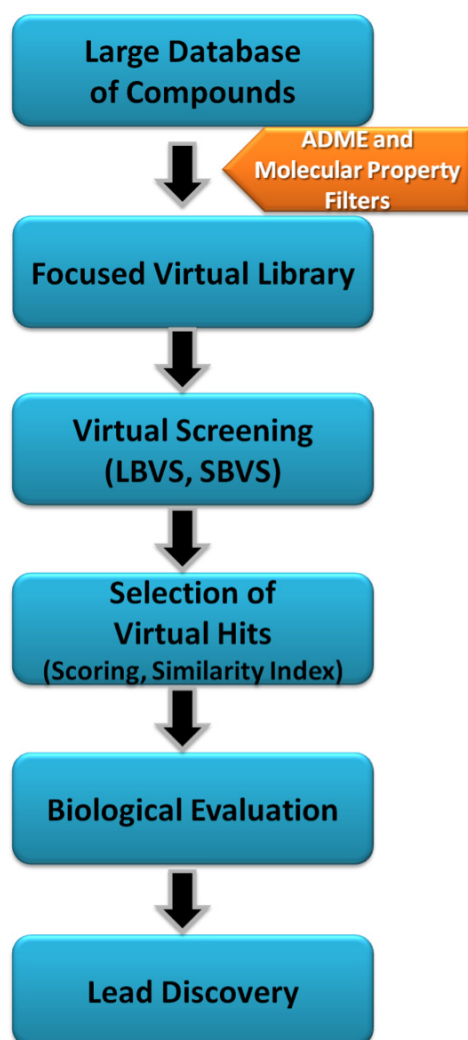 Large Database
of Compounds
ADME and
Molecular Property
Filters
Focused Virtual Library
Virtual Screening
(LBVS, SBVS)
Selection of
Virtual Hits
(Scoring, Similarity Index)
Biological Evaluation
Lead Discovery